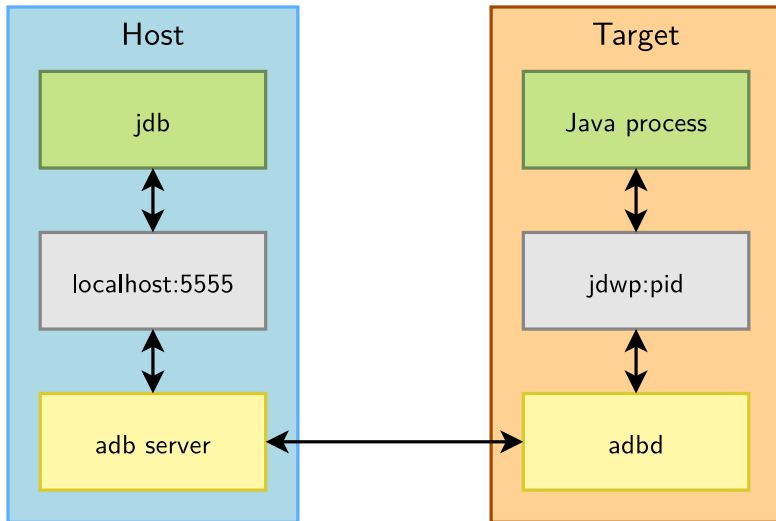 Host
jdb
localhost:5555
adb server
Target
Java process
jdwp:pid
adbd